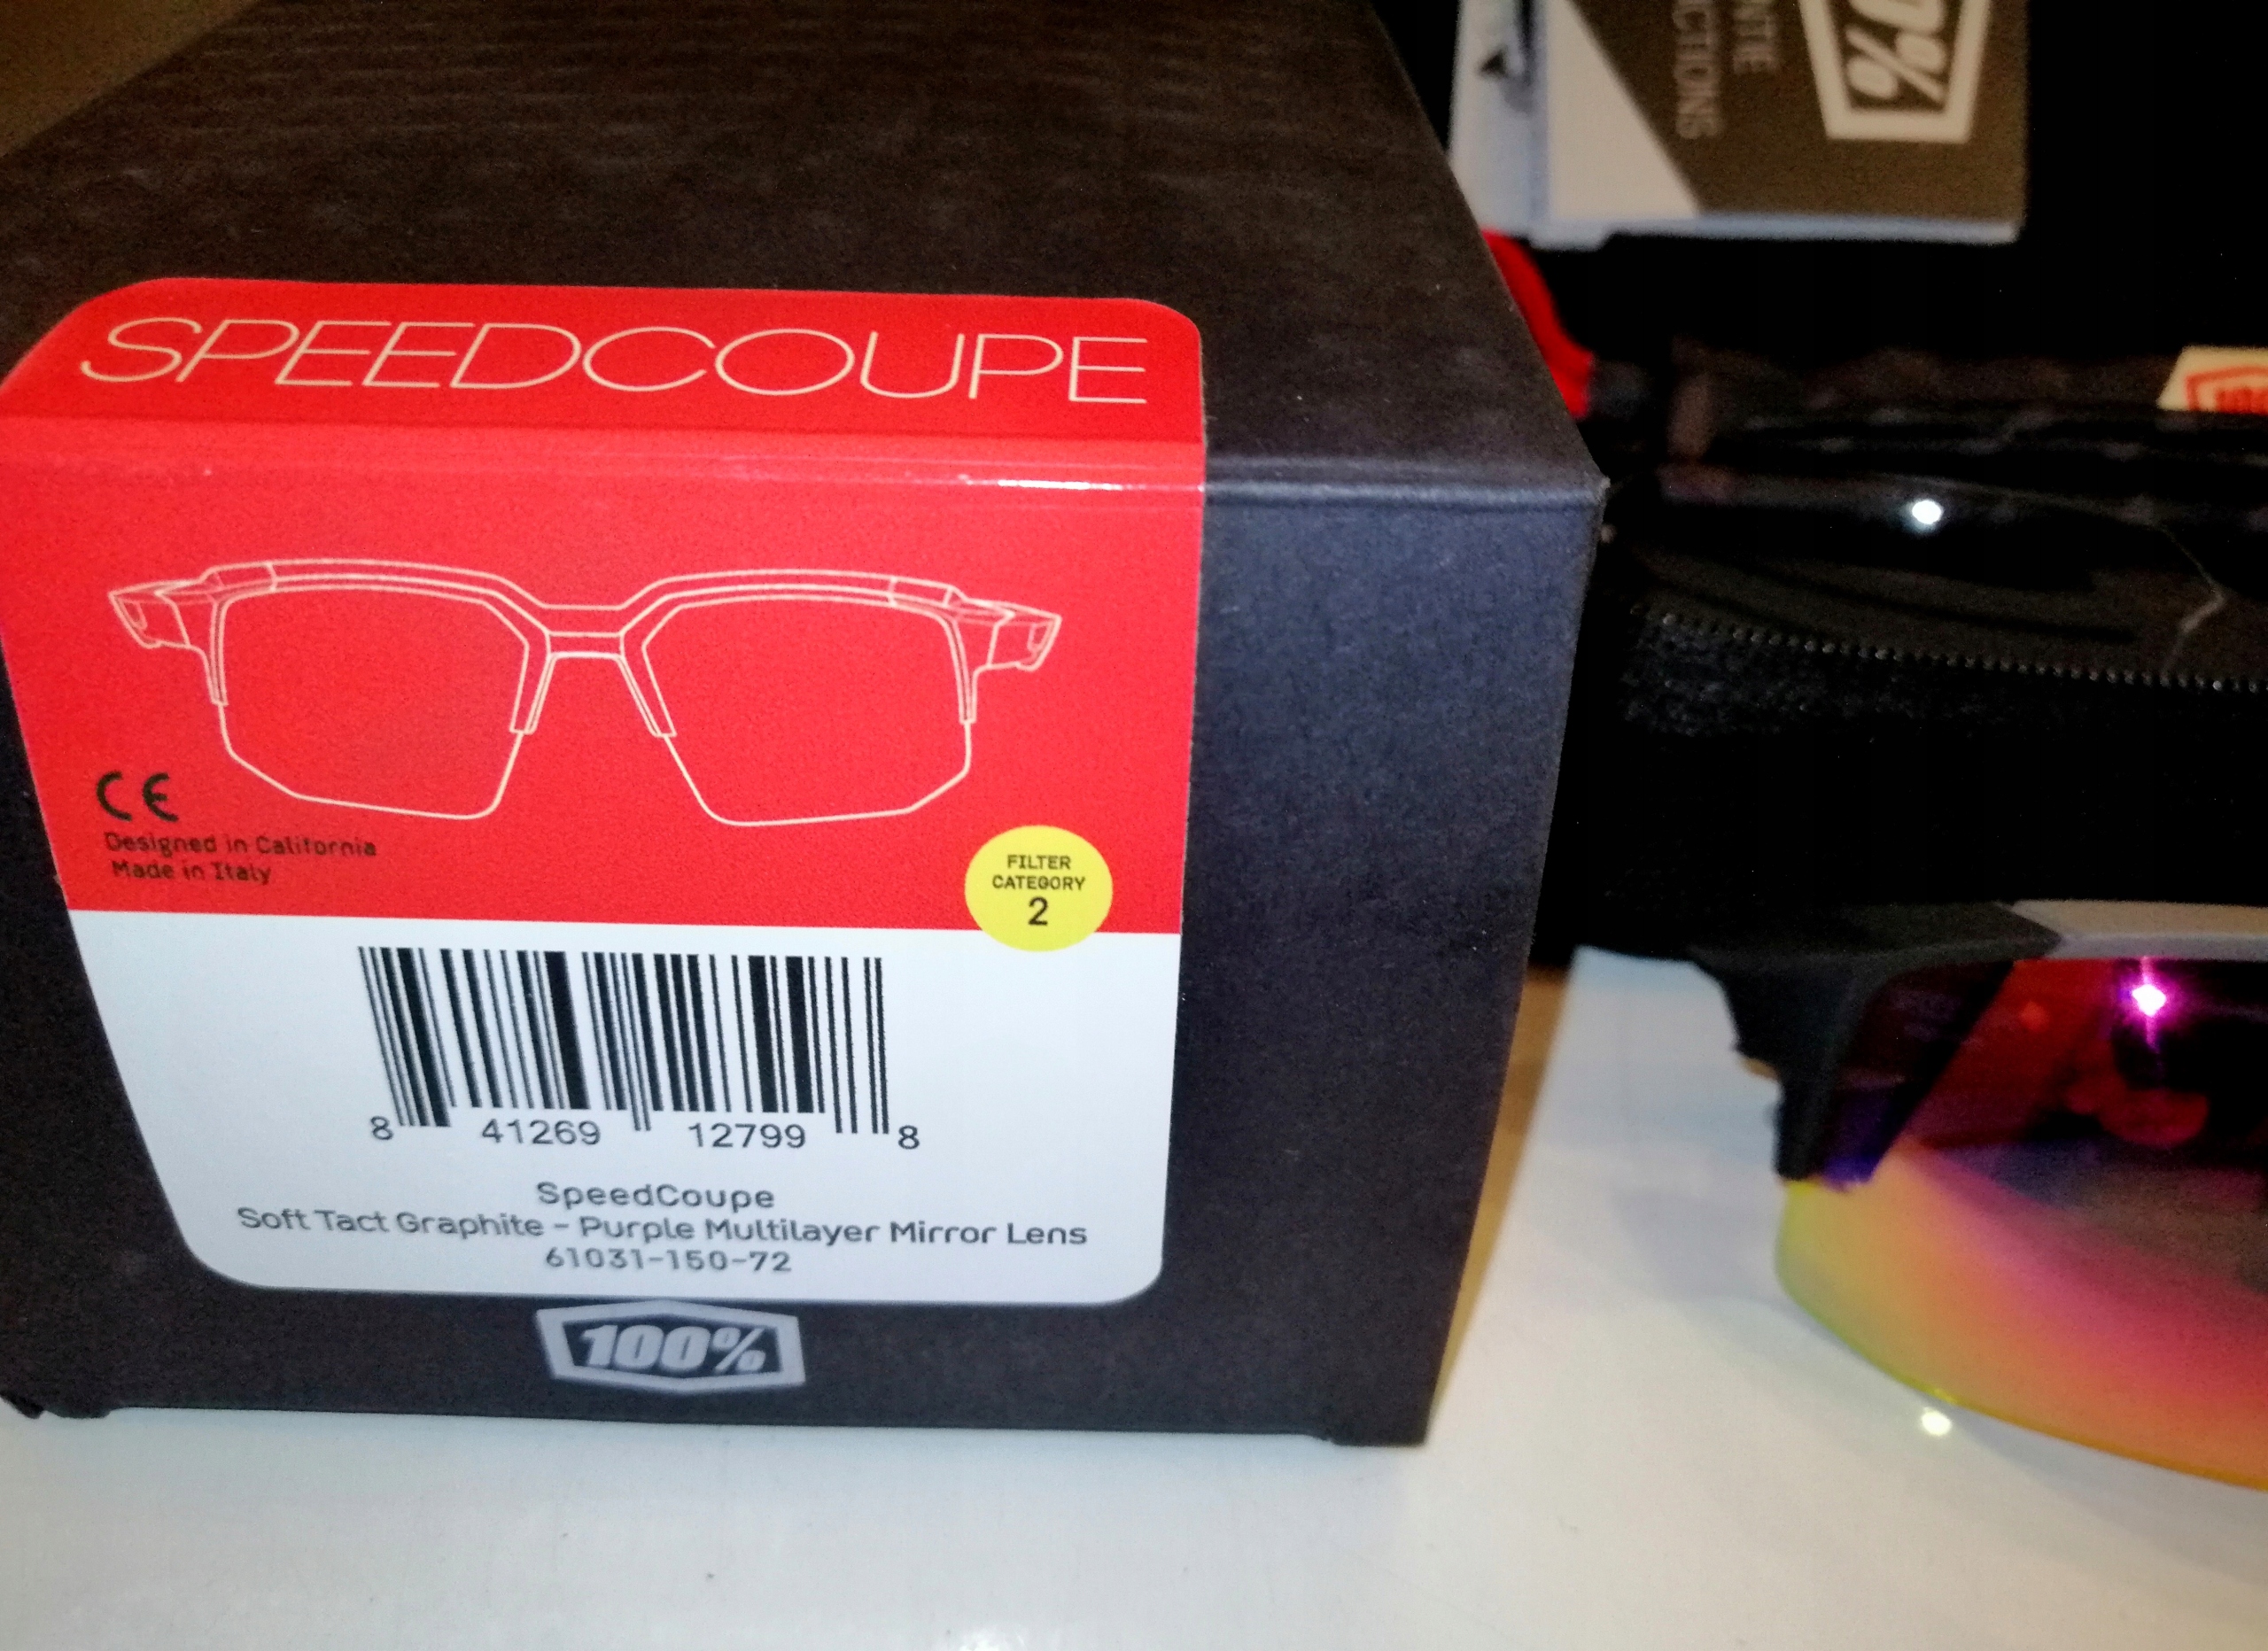 SPEEDCOUPE
CE
Designed in California
Made in Italy
FILTER
CATEGORY
2
8 41269 12799 8
SpeedCoupe
Soft Tact Graphite - Purple Multilayer Mirror Lens
61031-150-72
100%